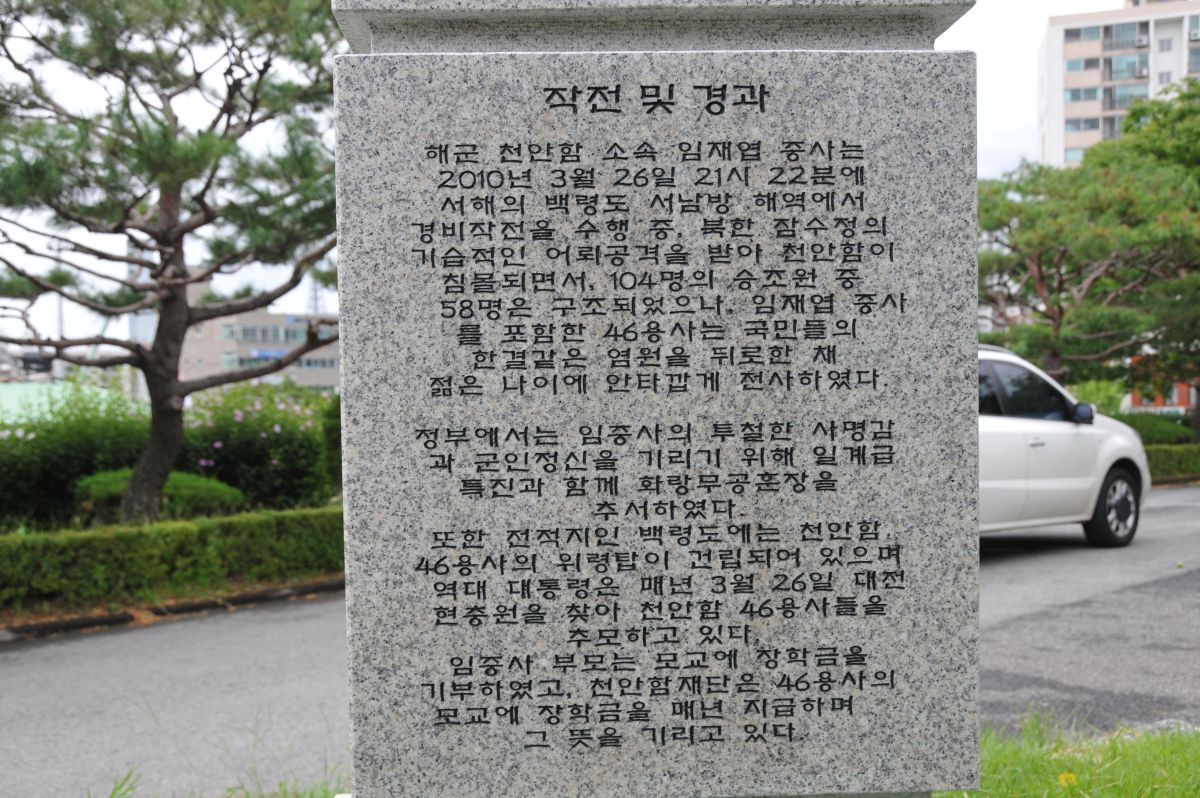 작전 및 경과
해군 천안함 소속 임재엽 중사는
2010년 3월 26일 21시 22분에
서해의 백령도 서남방 해역에서
경비작전을 수행 중, 북한 잠수정의
기습적인 어뢰공격을 받아 천안함이
침몰되면서, 104명의 승조원 중
58명은 구조되었으나, 임재엽 중사
를 포함한 46용사는 국민들의
한결같은 염원을 뒤로한 채
젊은 나이에 안타깝게 전사하였다.
정부에서는 임중사의 투철한 사명감
과 군인정신을 기리기 위해 일계급
특진과 함께 화랑무공훈장을
추서하였다.
또한 전적지인 백령도에는 천안함
46용사의 위령탑이 건립되어 있으며
역대 대통령은 매년 3월 26일 대전
현충원을 찾아 천안함 46용사들을
추모하고 있다.
임중사 부모는 모교에 장학금을
기부하였고, 천안함재단은 46용사의
모교에 장학금을 매년 지급하며
그 뜻을 기리고 있다.